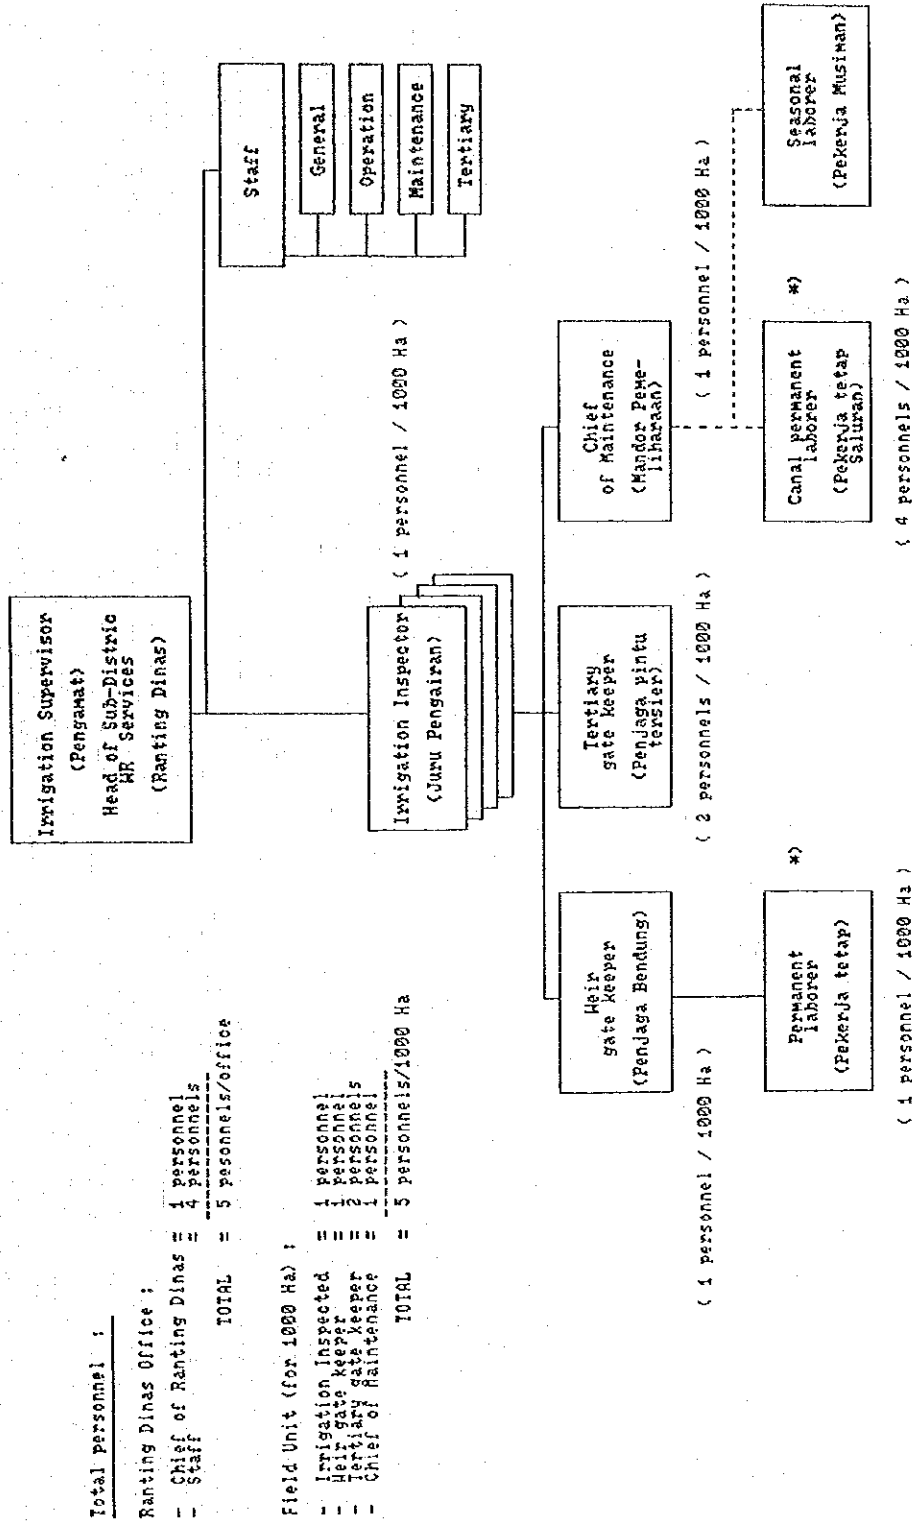 Total personnel :
Ranting Dinas Office :
- Chief of Ranting Dinas = 1 personnel
- Staff = 4 personnels
TOTAL = 5 pesonnels/office
Field Unit (for 1000 Ha) :
- Irrigation Inspected = 1 personnel
- Weir gate keeper = 1 personnel
- Tertiary gate keeper = 2 personnels
- Chief of Maintenance = 1 personnel
TOTAL = 5 personnels/1000 Ha
Irrigation Supervisor
(Pengamat)
Head of Sub-Distric
WR Services
(Ranting Dinas)
Staff
General
Operation
Maintenance
Tertiary
Irrigation Inspector
(Juru Pengairan)
( 1 personnel / 1000 Ha )
Weir
gate keeper
(Penjaga Bendung)
( 1 personnel / 1000 Ha )
Tertiary
gate keeper
(Penjaga pintu
tersier)
( 2 personnels / 1000 Ha )
Chief
of Maintenance
(Mandor Peme-
liharaan)
( 1 personnel / 1000 Ha )
Permanent
laborer
(Pekerja tetap)
*)
( 1 personnel / 1000 Ha )
Canal permanent
laborer
(Pekerja tetap
Saluran)
*)
( 4 personnels / 1000 Ha )
Seasonal
laborer
(Pekerja Musiman)